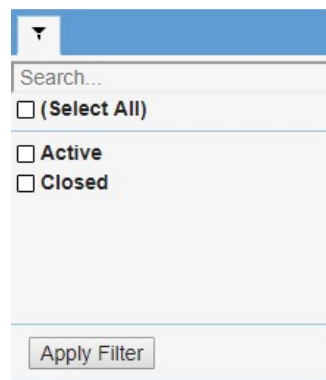 Search...
(Select All)
Active
Closed
Apply Filter